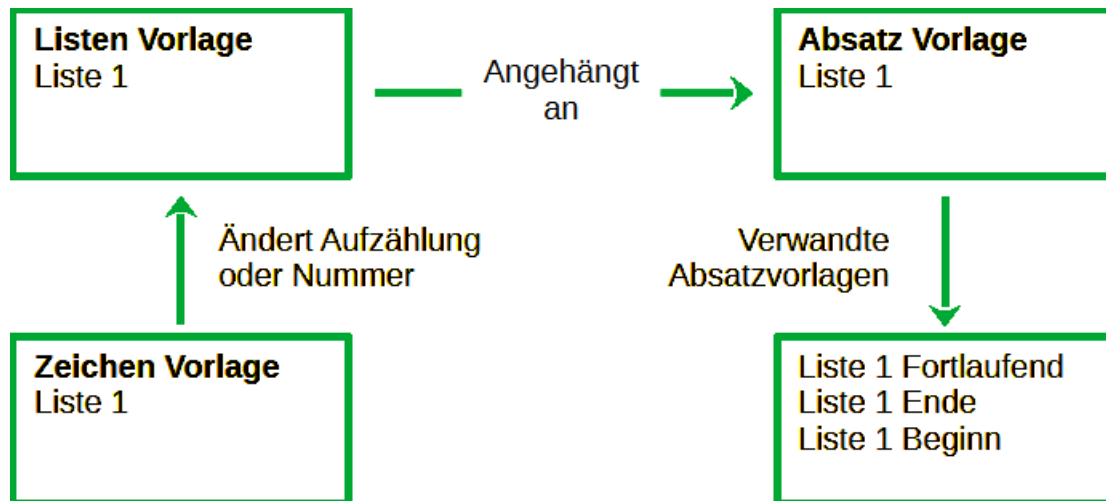 Listen Vorlage
Liste 1
Angehängt
an
Absatz Vorlage
Liste 1
Ändert Aufzählung
oder Nummer
Verwandte
Absatzvorlagen
Zeichen Vorlage
Liste 1
Liste 1 Fortlaufend
Liste 1 Ende
Liste 1 Beginn